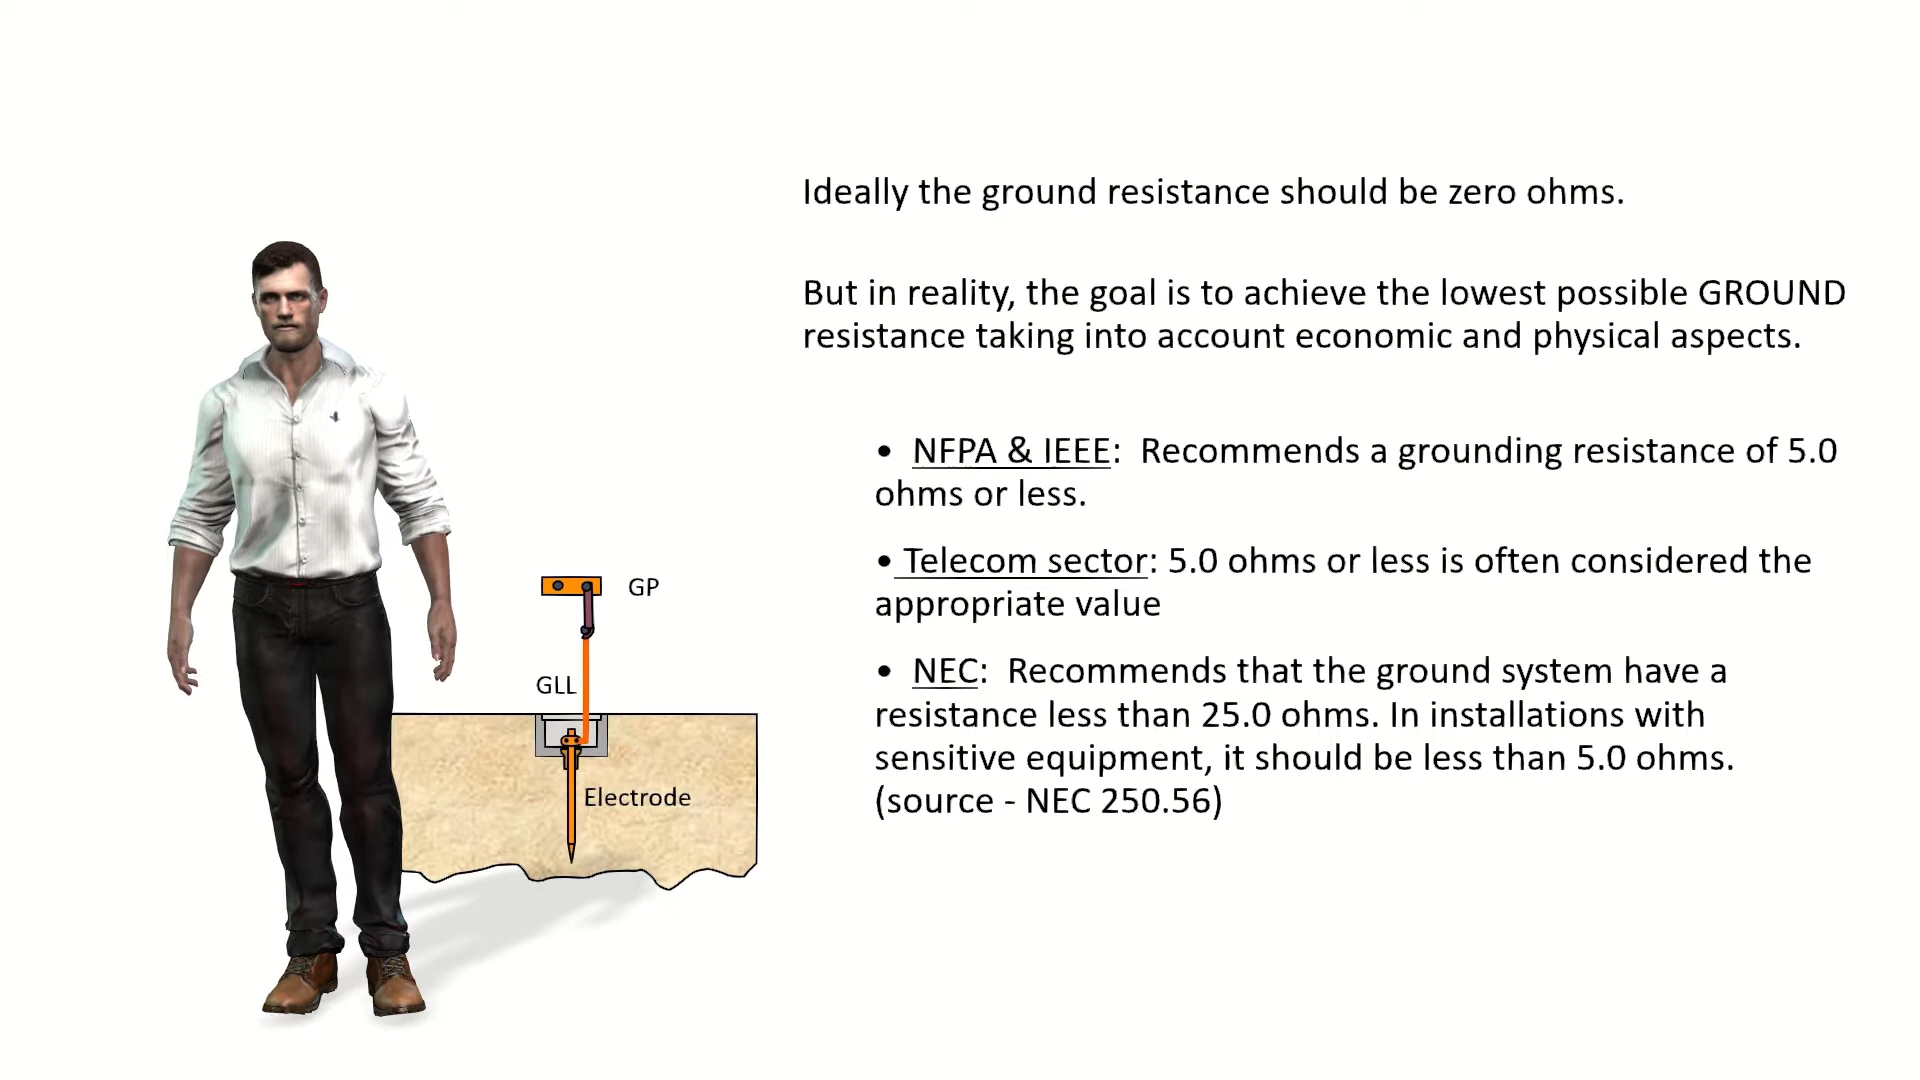 Ideally the ground resistance should be zero ohms.
But in reality, the goal is to achieve the lowest possible GROUND
resistance taking into account economic and physical aspects.
• NFPA & IEEE: Recommends a grounding resistance of 5.0
ohms or less.
• Telecom sector: 5.0 ohms or less is often considered the
appropriate value
• NEC: Recommends that the ground system have a
resistance less than 25.0 ohms. In installations with
sensitive equipment, it should be less than 5.0 ohms.
(source - NEC 250.56)
GP
GLL
Electrode